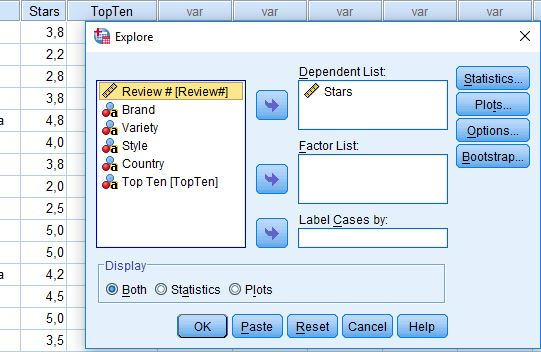 Stars TopTen var var var var var
Explore
3,8
2,2
2,8
3,8
a 4,8
4,0
3,8
2,0
2,5
5,0
5,0
a 4,2
4,5
5,0
3,5
Review # [Review#]
Brand
Variety
Style
Country
Top Ten [TopTen]
Dependent List:
Stars
Factor List:
Label Cases by:
Statistics...
Plots...
Options...
Bootstrap...
Display
Both Statistics Plots
OK Paste Reset Cancel Help